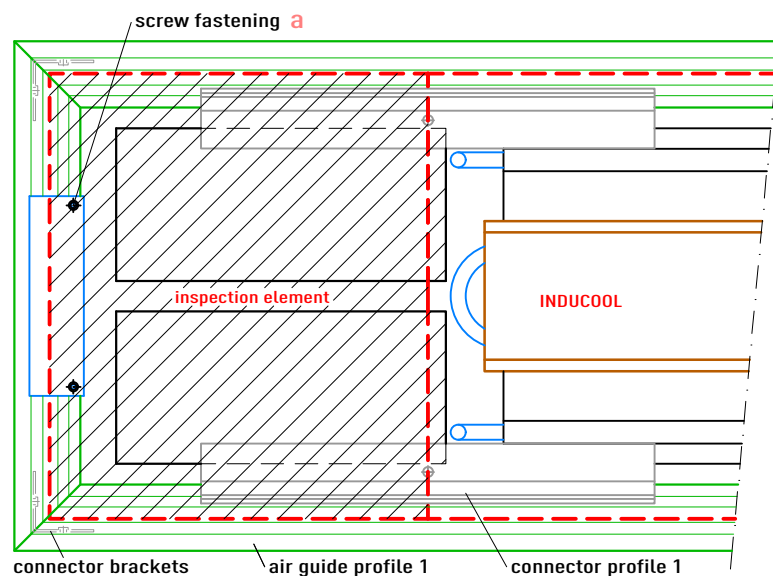 screw fastening a
inspection element
INDUCOOL
connector brackets
air guide profile 1
connector profile 1